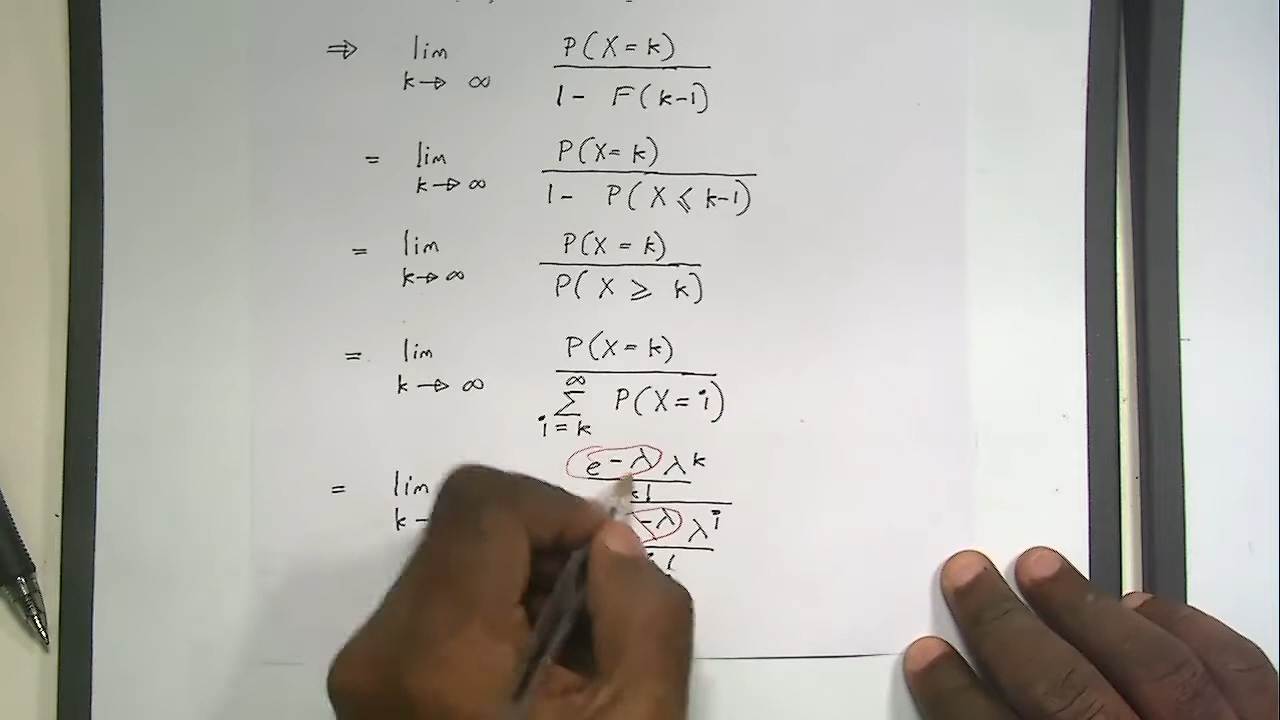 ⇒ lim P(X = k)
k → ∞ 1 - F(k-1)
= lim P(X = k)
k → ∞ 1 - P(X ≤ k-1)
= lim P(X = k)
k → ∞ P(X ≥ k)
= lim P(X = k)
k → ∞ ∞ Σ i = k P(X = i)
= lim e^-λ λ^k
k → !
-λ λ^i